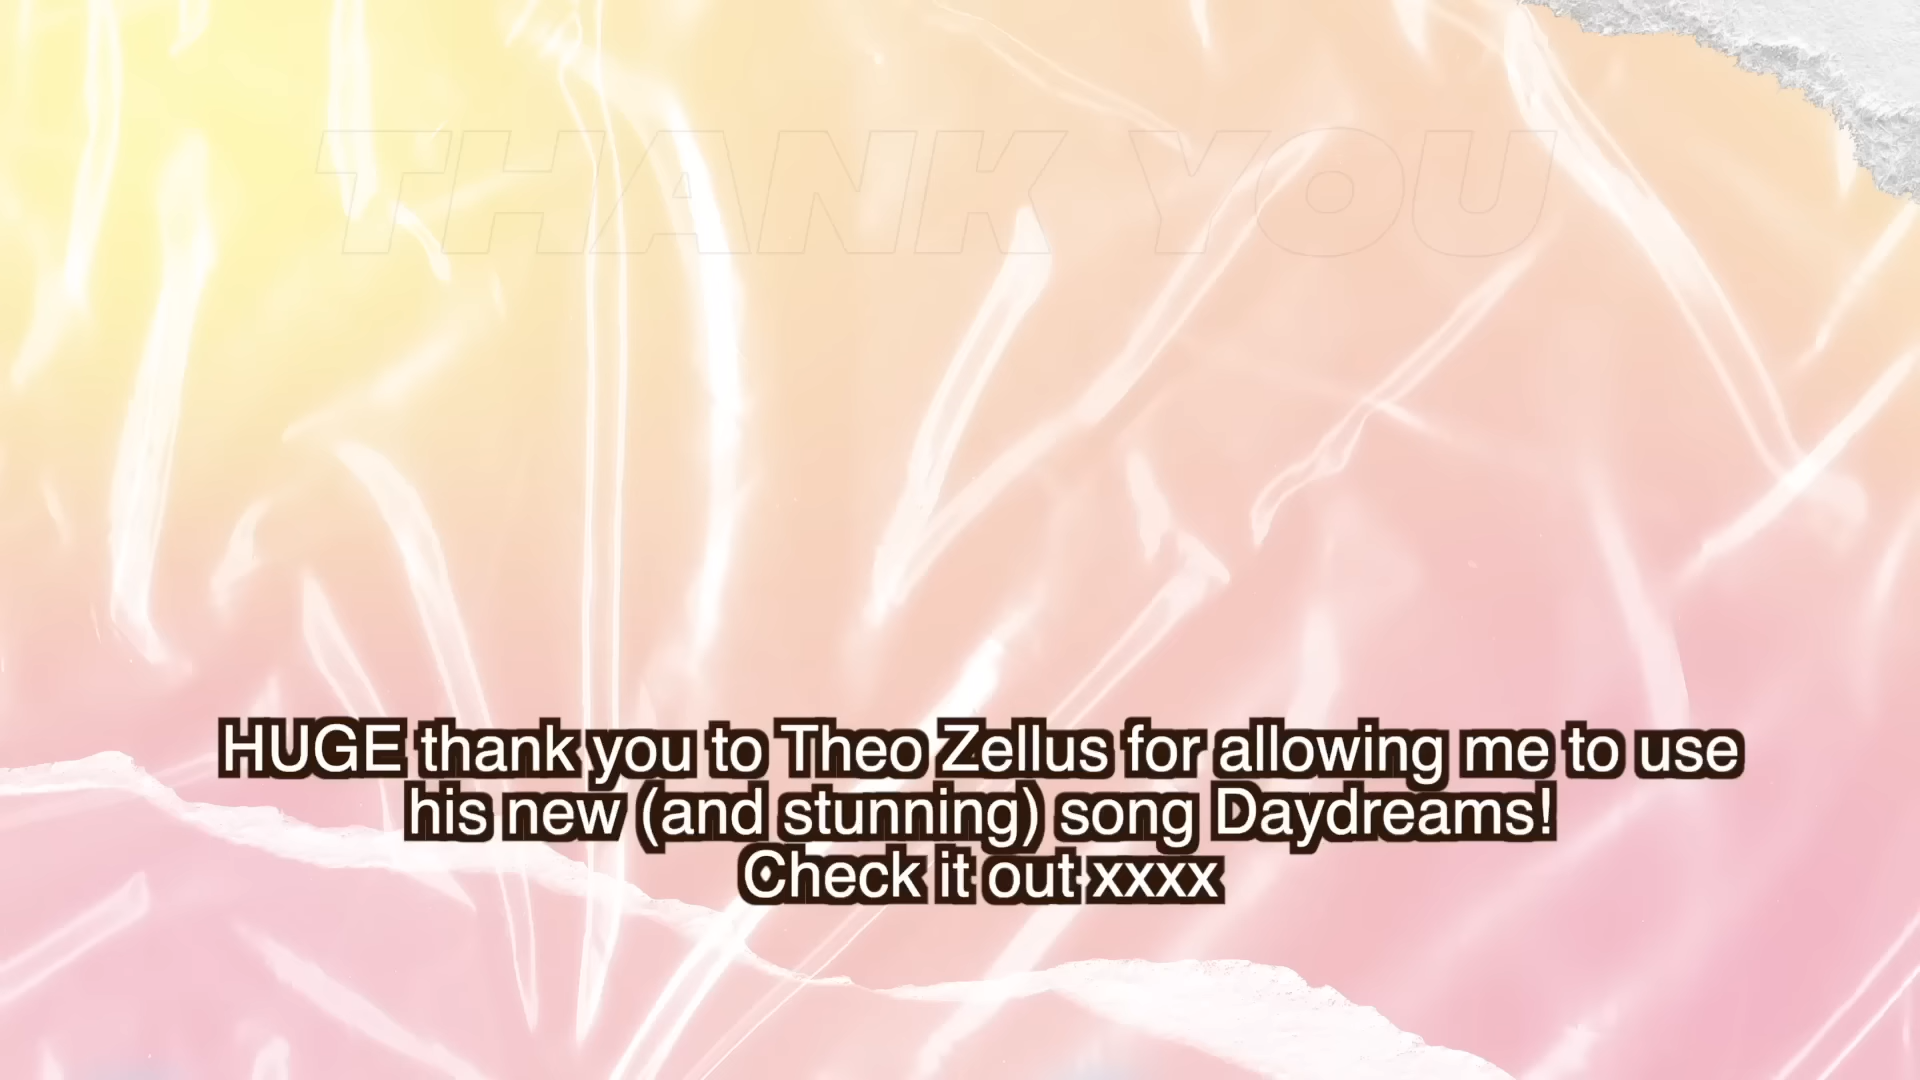 THANK YOU
HUGE thank you to Theo Zellus for allowing me to use
his new (and stunning) song Daydreams!
Check it out xxxx